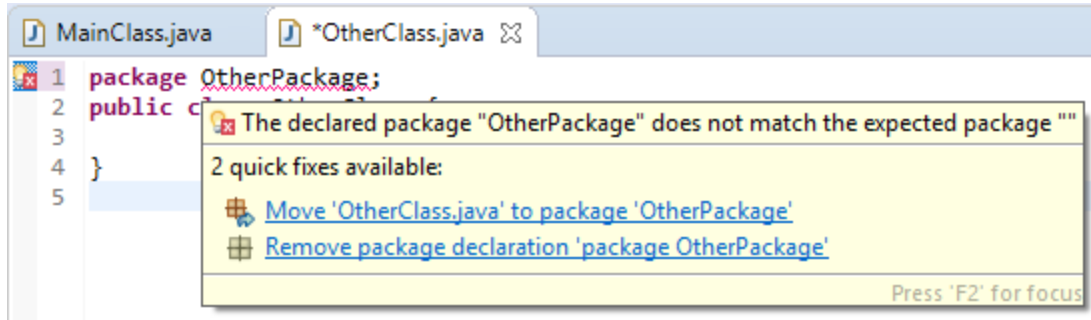 MainClass.java *OtherClass.java
1 package OtherPackage;
2 public
3
4 }
5
The declared package "OtherPackage" does not match the expected package ""
2 quick fixes available:
Move 'OtherClass.java' to package 'OtherPackage'
Remove package declaration 'package OtherPackage'
Press 'F2' for focus